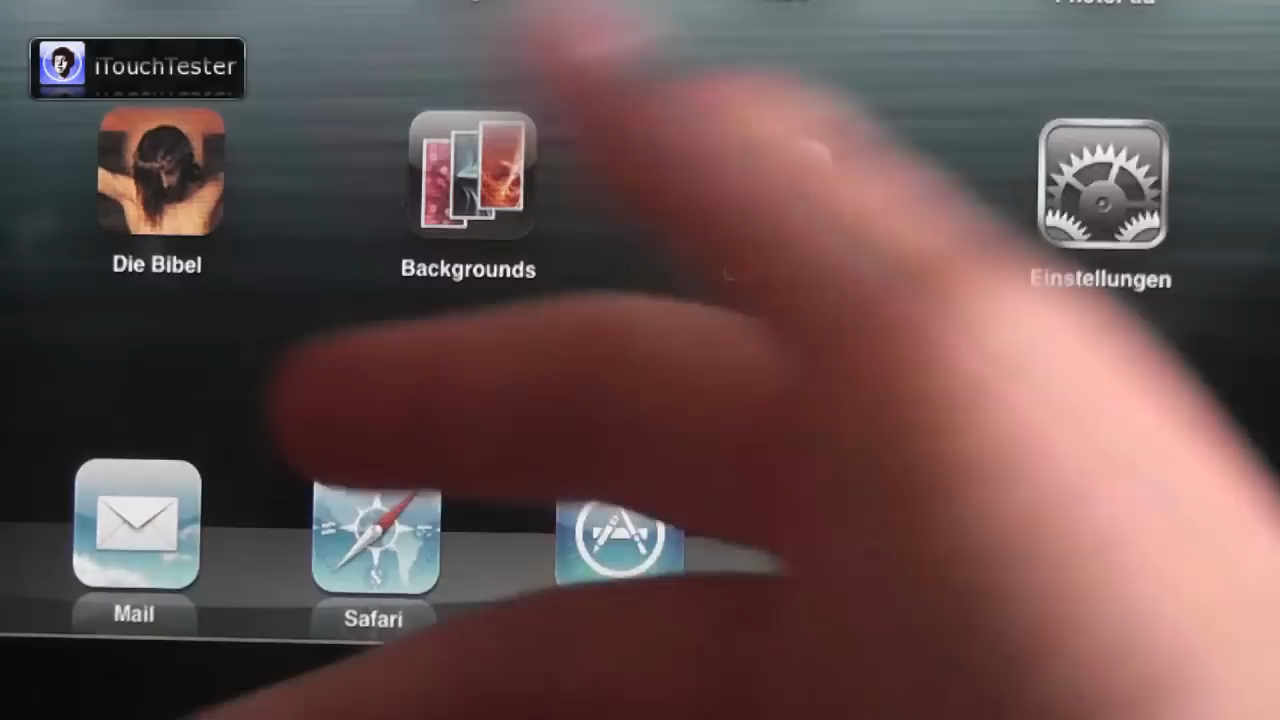 iTouchTester
Die Bibel
Backgrounds
Einstellungen
Mail
Safari